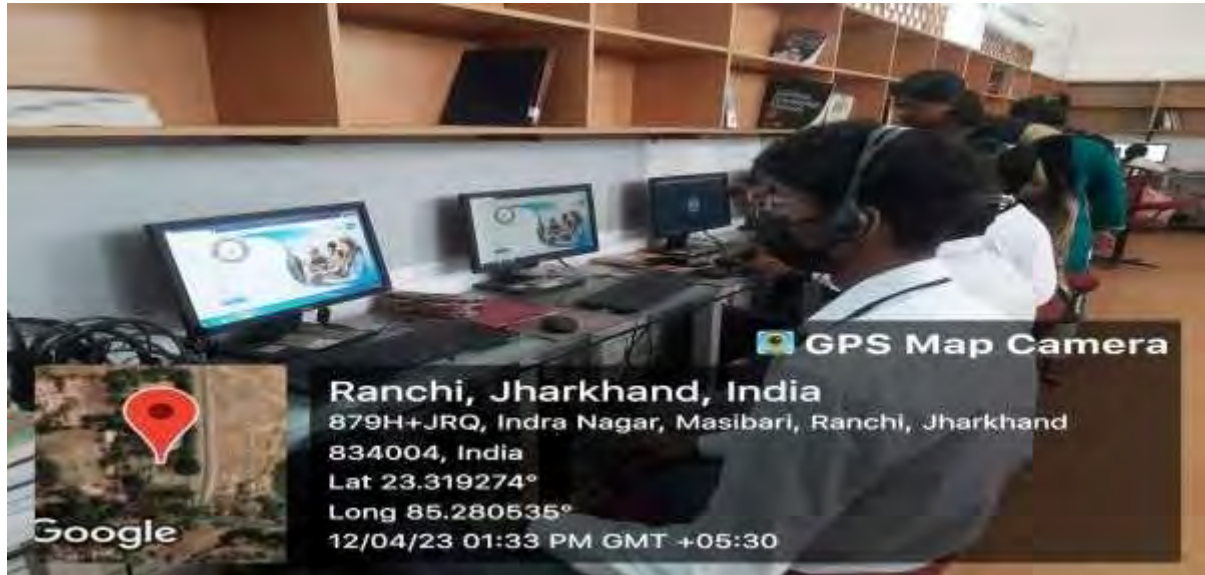 GPS Map Camera
Ranchi, Jharkhand, India
879H+JRQ, Indra Nagar, Masibari, Ranchi, Jharkhand
834004, India
Lat 23.319274°
Long 85.280535°
12/04/23 01:33 PM GMT +05:30
Google